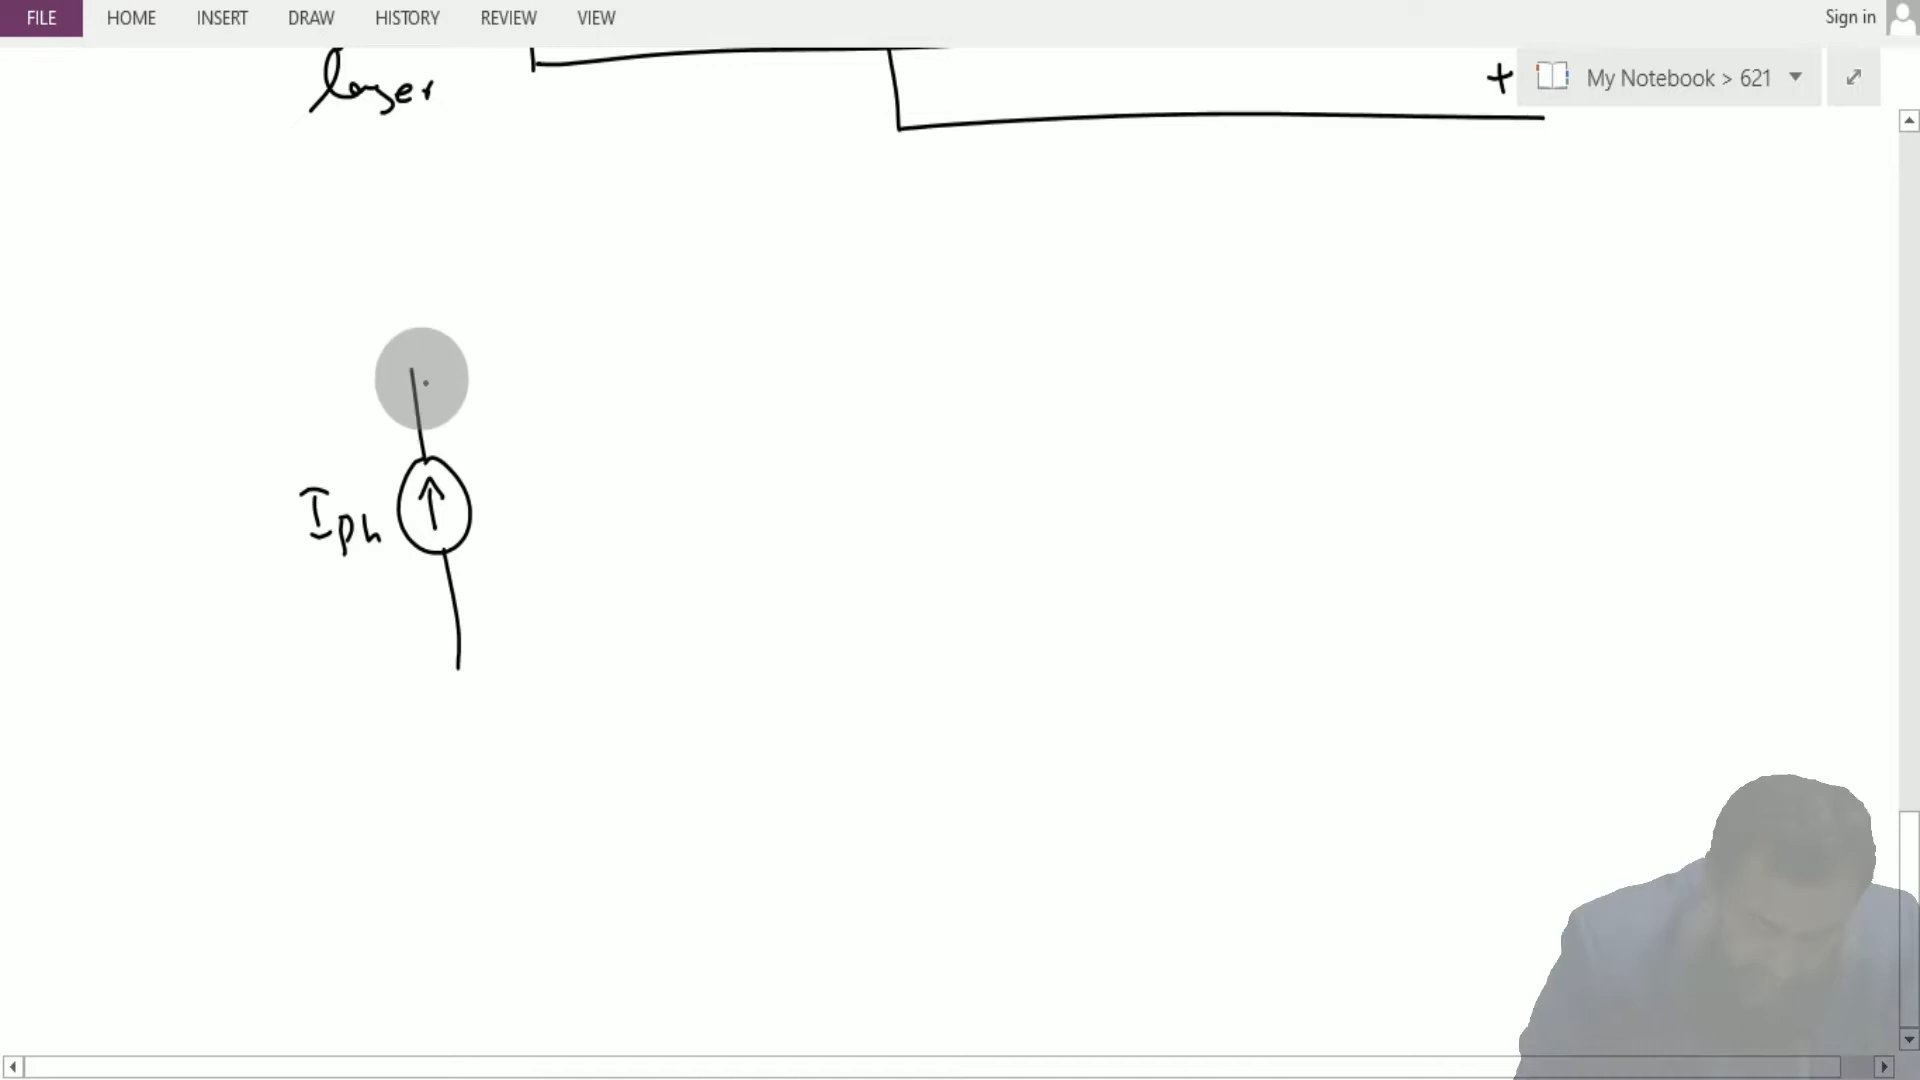 FILE HOME INSERT DRAW HISTORY REVIEW VIEW Sign in
layer
+ My Notebook > 621
Iph